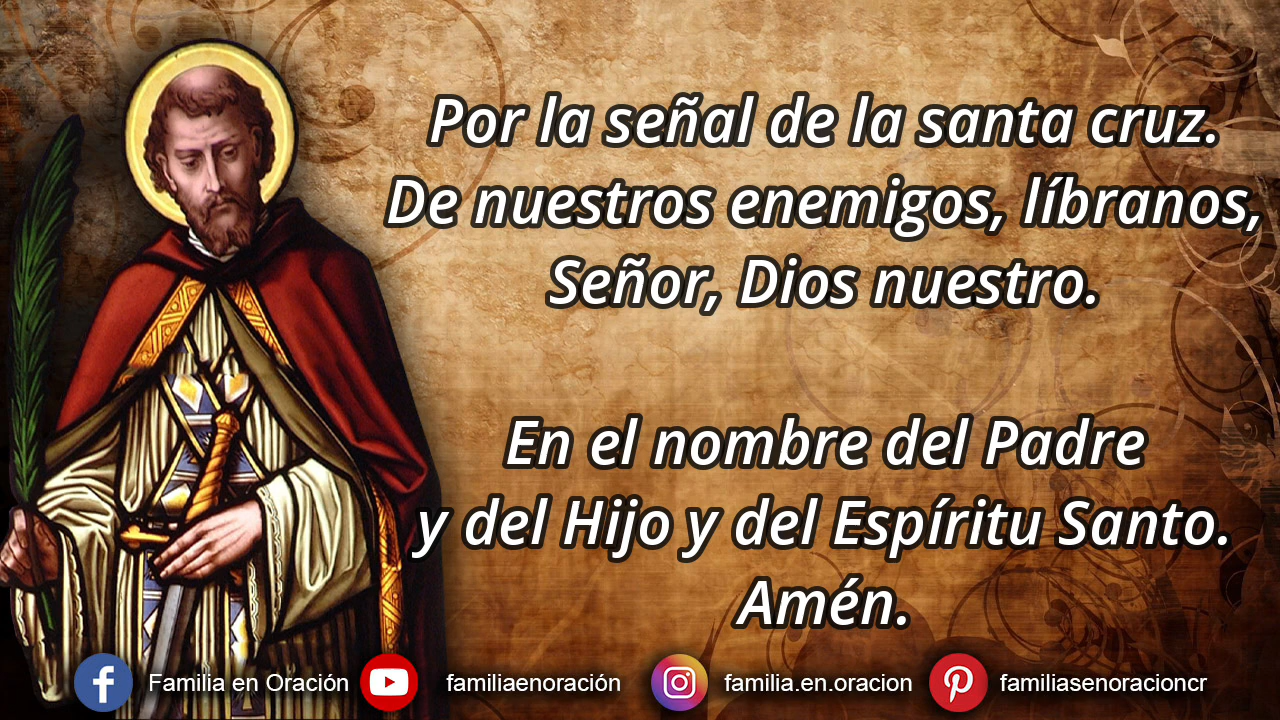 Por la señal de la santa cruz.
De nuestros enemigos, líbranos,
Señor, Dios nuestro.
En el nombre del Padre
y del Hijo y del Espíritu Santo.
Amén.
Familia en Oración familiaenoración familia.en.oracion familiasenoracioncr